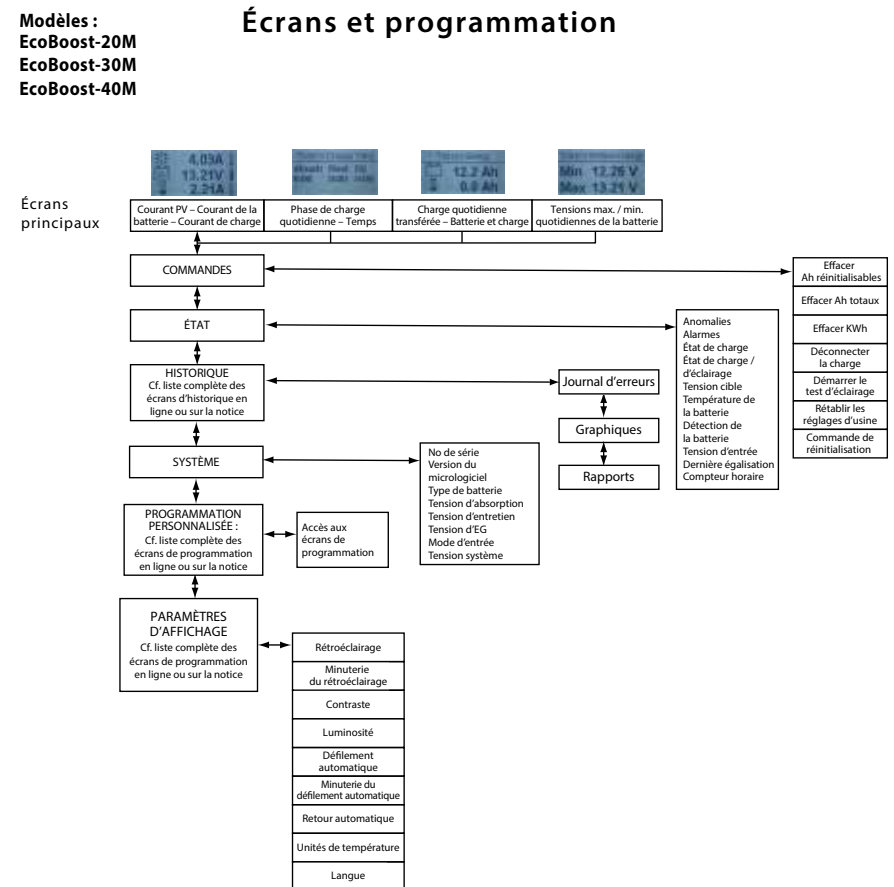 Modèles :
EcoBoost-20M
EcoBoost-30M
EcoBoost-40M
Écrans et programmation
4.03A
13.21V
2.21A
12.2 Ah
0.0 Ah
Min 12.26 V
Max 13.21 V
Écrans
principaux
Courant PV – Courant de la
batterie – Courant de charge
Phase de charge
quotidienne – Temps
Charge quotidienne
transférée – Batterie et charge
Tensions max. / min.
quotidiennes de la batterie
COMMANDES
Effacer
Ah réinitialisables
Effacer Ah totaux
Effacer KWh
Déconnecter
la charge
Démarrer le
test d’éclairage
Rétablir les
réglages d’usine
Commande de
réinitialisation
ÉTAT
Anomalies
Alarmes
État de charge
État de charge /
d’éclairage
Tension cible
Température de
la batterie
Détection de
la batterie
Tension d’entrée
Dernière égalisation
Compteur horaire
HISTORIQUE
Cf. liste complète des
écrans d’historique en
ligne ou sur la notice
Journal d’erreurs
Graphiques
Rapports
SYSTÈME
No de série
Version du
micrologiciel
Type de batterie
Tension d’absorption
Tension d’entretien
Tension d’EG
Mode d’entrée
Tension système
PROGRAMMATION
PERSONNALISÉE :
Cf. liste complète des
écrans de programmation
en ligne ou sur la notice
Accès aux
écrans de
programmation
PARAMÈTRES
D’AFFICHAGE
Cf. liste complète des
écrans de programmation
en ligne ou sur la notice
Rétroéclairage
Minuterie
du rétroéclairage
Contraste
Luminosité
Défilement
automatique
Minuterie du
défilement automatique
Retour automatique
Unités de température
Langue